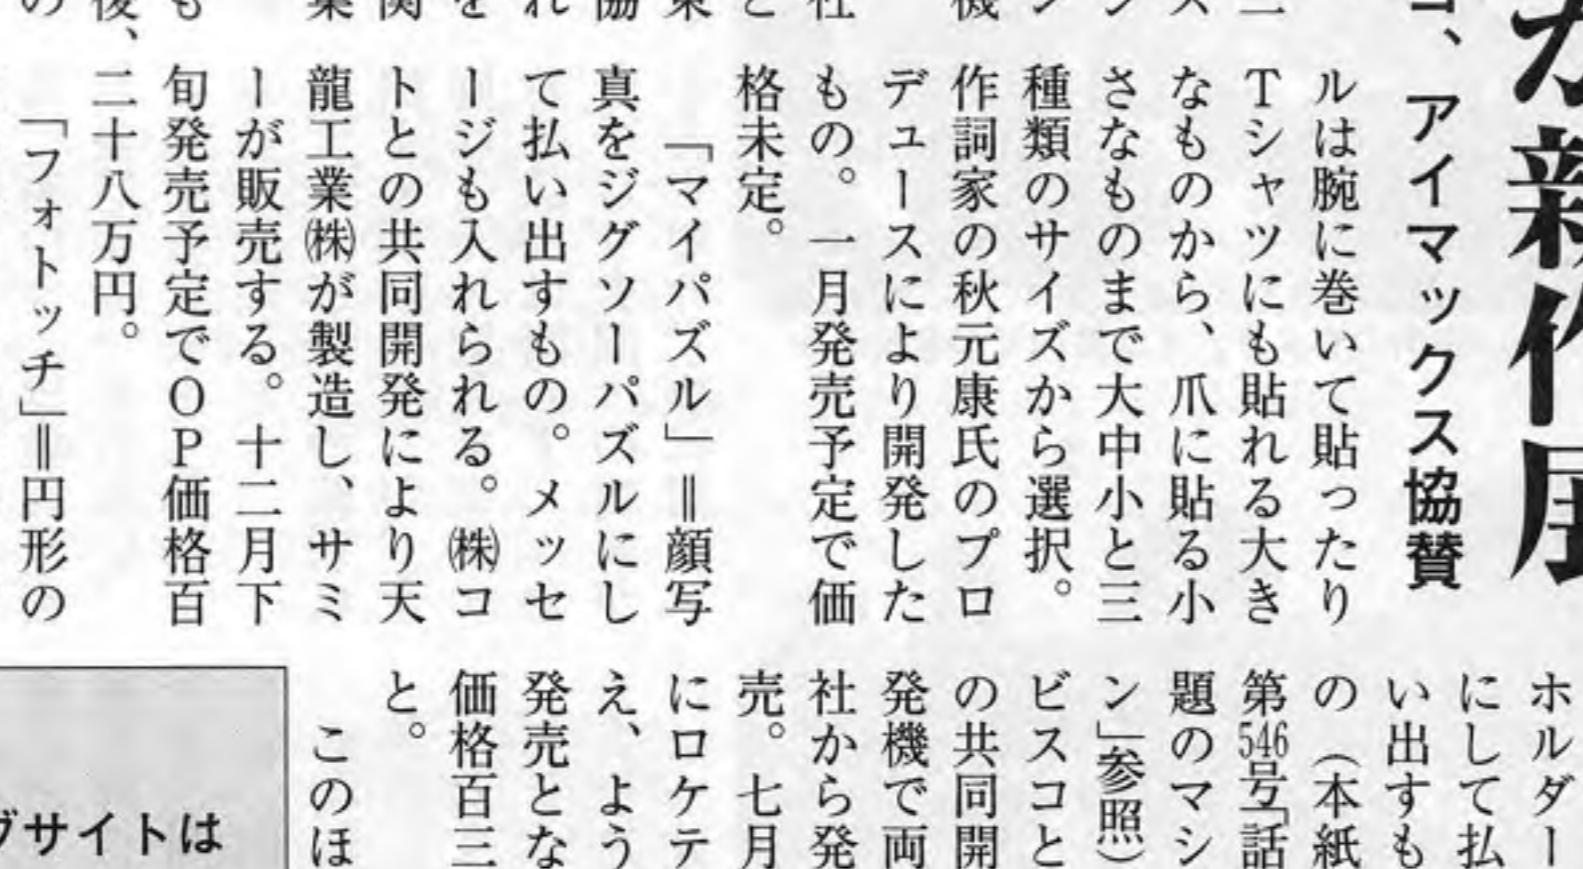 が新作展
コ、アイマックス協賛
ルは腕に巻いて貼ったり
Tシャツにも貼れる大き
なものから、爪に貼る小
さなものまで大中小と三
種類のサイズから選択。
作詞家の秋元康氏のプロ
デュースにより開発した
もの。一月発売予定で価
格未定。
「マイパズル」＝顔写
真をジグソーパズルにし
て払い出すもの。メッセ
ージも入れられる。㈱コ
トとの共同開発により天
龍工業㈱が製造し、サミ
ーが販売する。十二月下
旬発売予定でOP価格百
二十八万円。
「フォトッチ」＝円形の
ホルダー
にして払
い出すも
の（本紙
第546号「話
題のマシ
ン」参照）
ビスコと
の共同開
発機で両
社から発
売。七月
にロケテ
え、よう
発売とな
価格百三
と。
このほ
ブサイトは